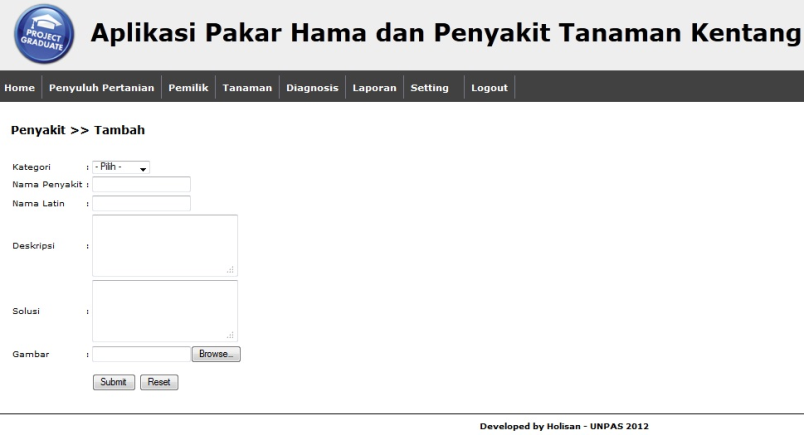 PROJECT
GRADUATE
Aplikasi Pakar Hama dan Penyakit Tanaman Kentang
Home Penyuluh Pertanian Pemilik Tanaman Diagnosis Laporan Setting Logout
Penyakit >> Tambah
Kategori : - Pilih -
Nama Penyakit :
Nama Latin :
Deskripsi :
Solusi :
Gambar : Browse...
Submit Reset
Developed by Holisan - UNPAS 2012